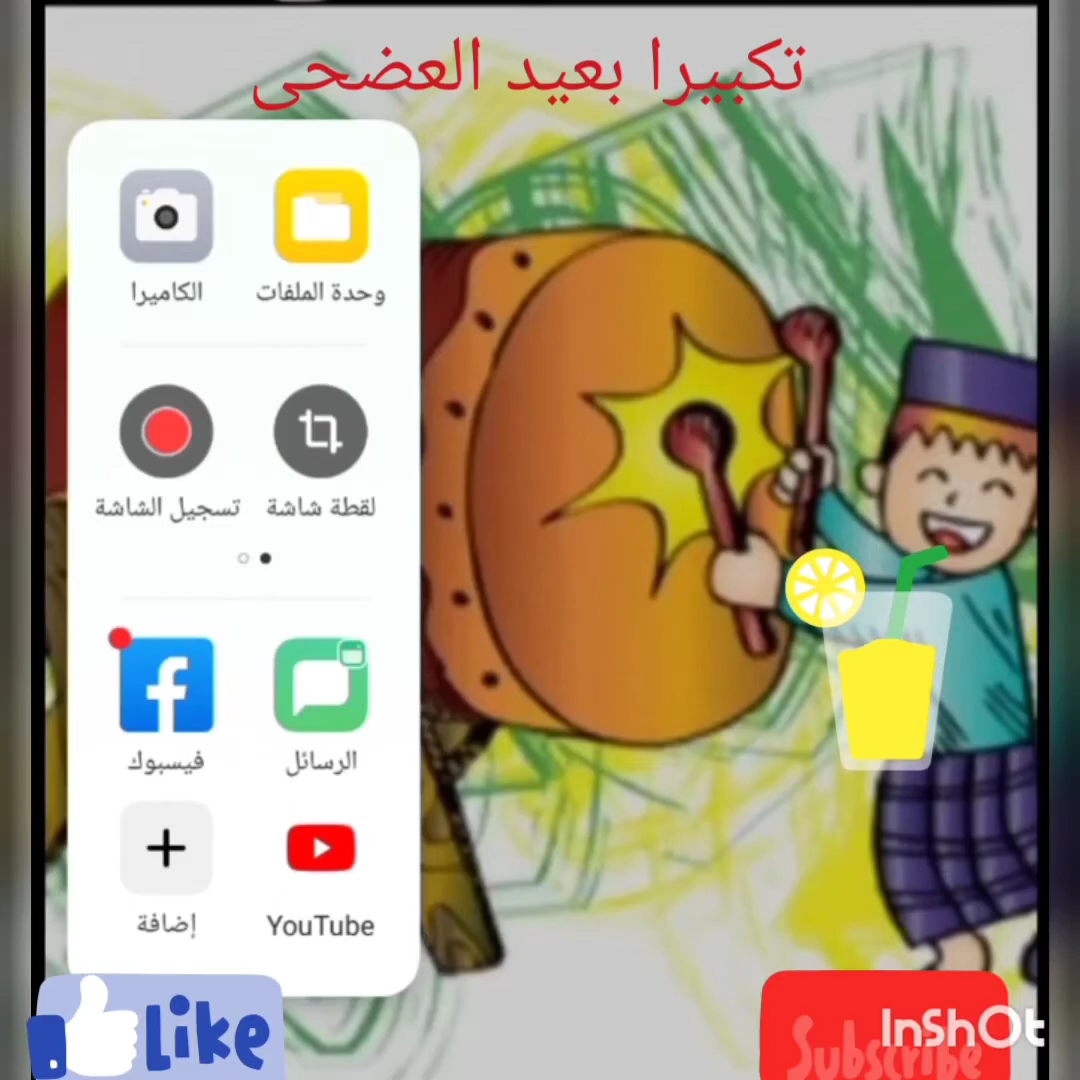 تكبيرا بعيد العضحى
وحدة الملفات
الكاميرا
لقطة شاشة
تسجيل الشاشة
الرسائل
فيسبوك
YouTube
إضافة
Like
Subscribe
InShOt